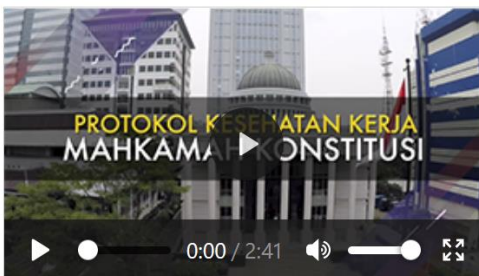 PROTOKOL KESEHATAN KERJA
MAHKAMAH KONSTITUSI
0:00 / 2:41